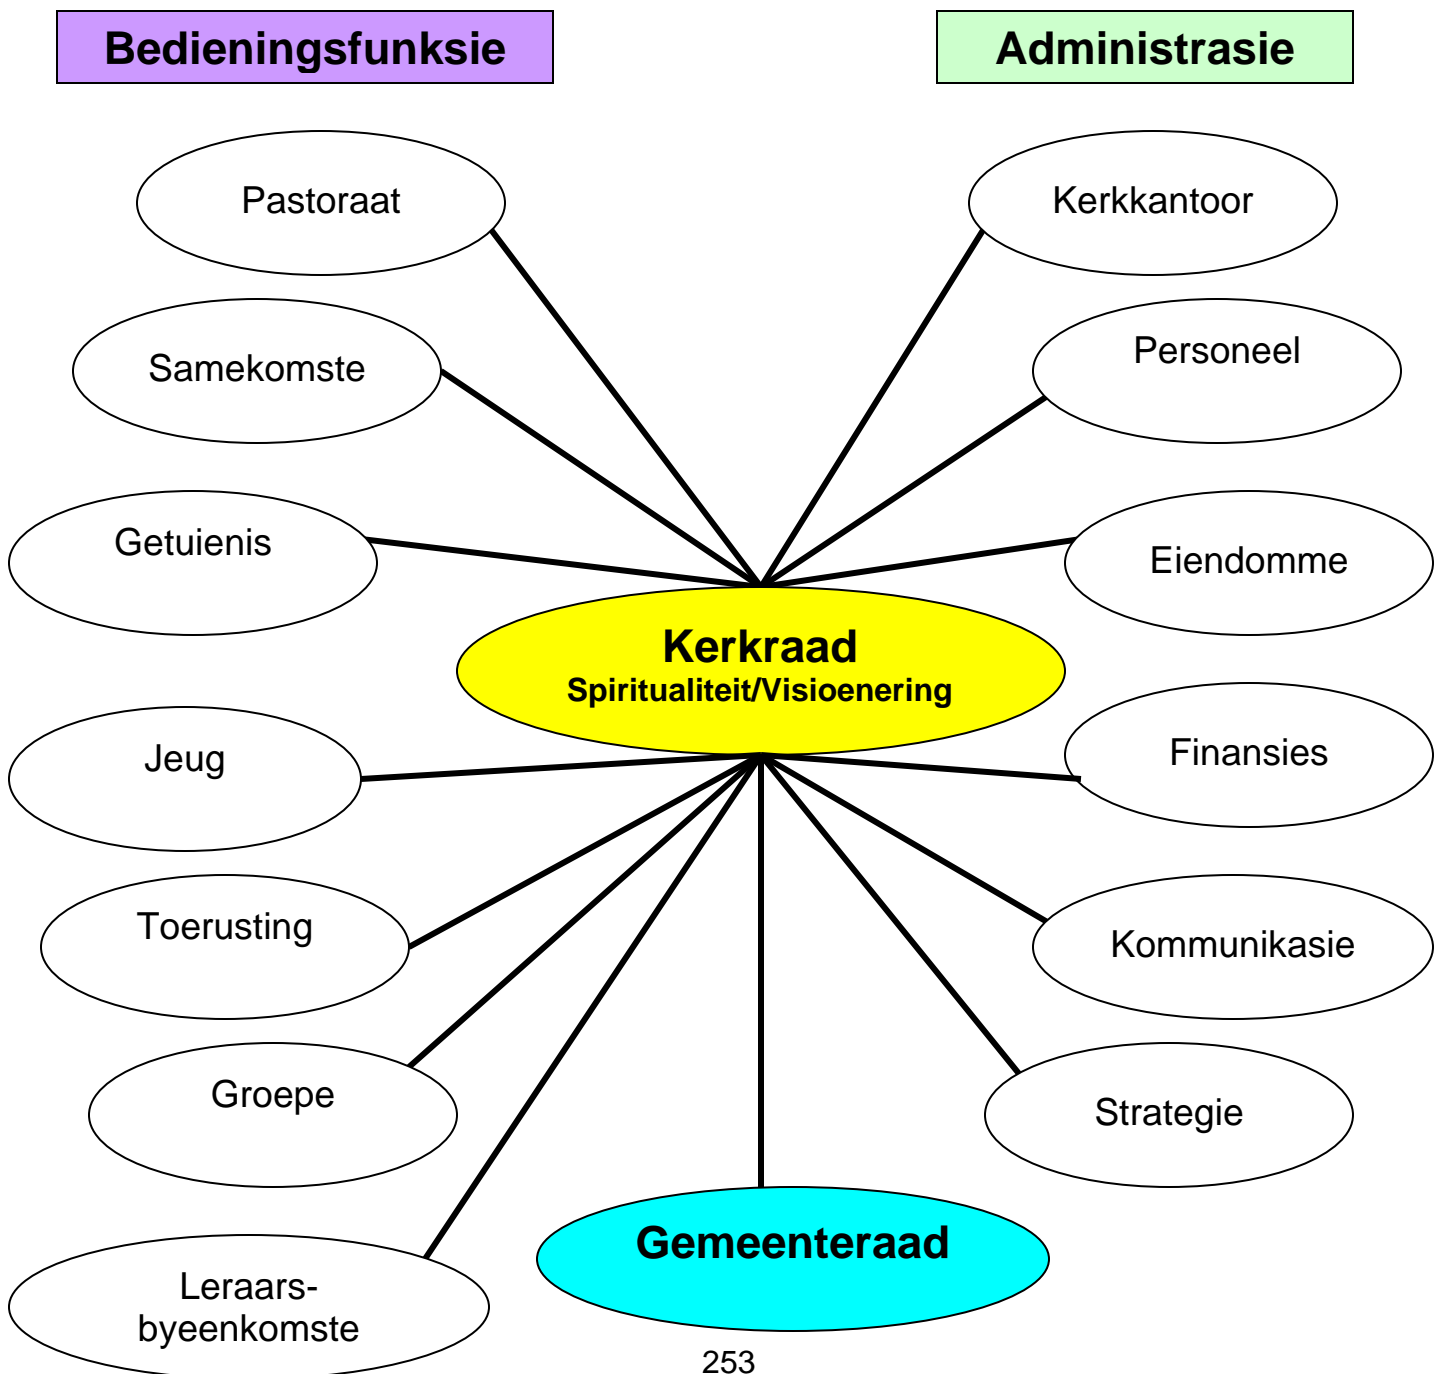 Bedieningsfunksie
Administrasie
Pastoraat
Kerkkantoor
Samekomste
Personeel
Getuienis
Eiendomme
Kerkraad
Spiritualiteit/Visioenering
Jeug
Finansies
Toerusting
Kommunikasie
Groepe
Strategie
Gemeenteraad
Leraars-
byeenkomste
253